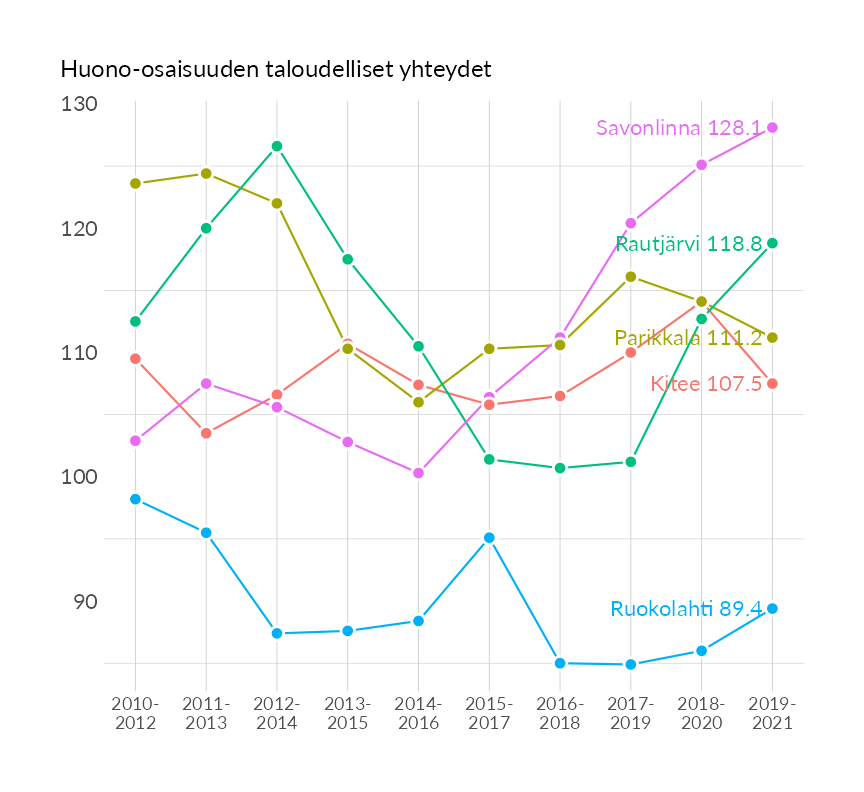 Huono-osaisuuden taloudelliset yhteydet
130
Savonlinna 128.1
120
Rautjärvi 118.8
110
Parikkala 111.2
Kitee 107.5
100
90
Ruokolahti 89.4
2010- 2011- 2012- 2013- 2014- 2015- 2016- 2017- 2018- 2019-
2012 2013 2014 2015 2016 2017 2018 2019 2020 2021